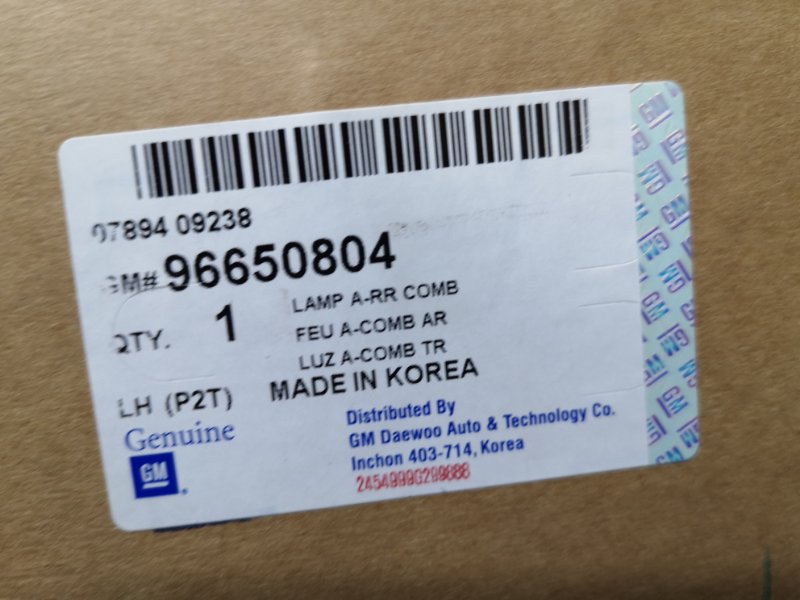 07894 09238
GM# 96650804
QTY. 1
LAMP A-RR COMB
FEU A-COMB AR
LUZ A-COMB TR
LH (P2T)
MADE IN KOREA
Genuine
GM
Distributed By
GM Daewoo Auto & Technology Co.
Inchon 403-714, Korea